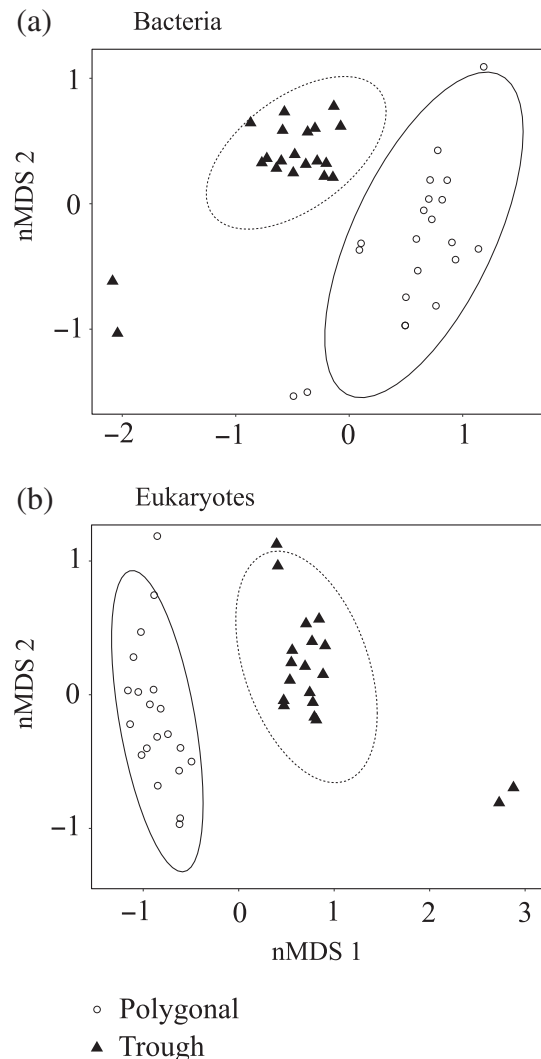 (a) Bacteria
1
0
−1
nMDS 2
−2 −1 0 1
(b) Eukaryotes
1
0
−1
nMDS 2
−1 0 1 2 3
nMDS 1
Polygonal
Trough